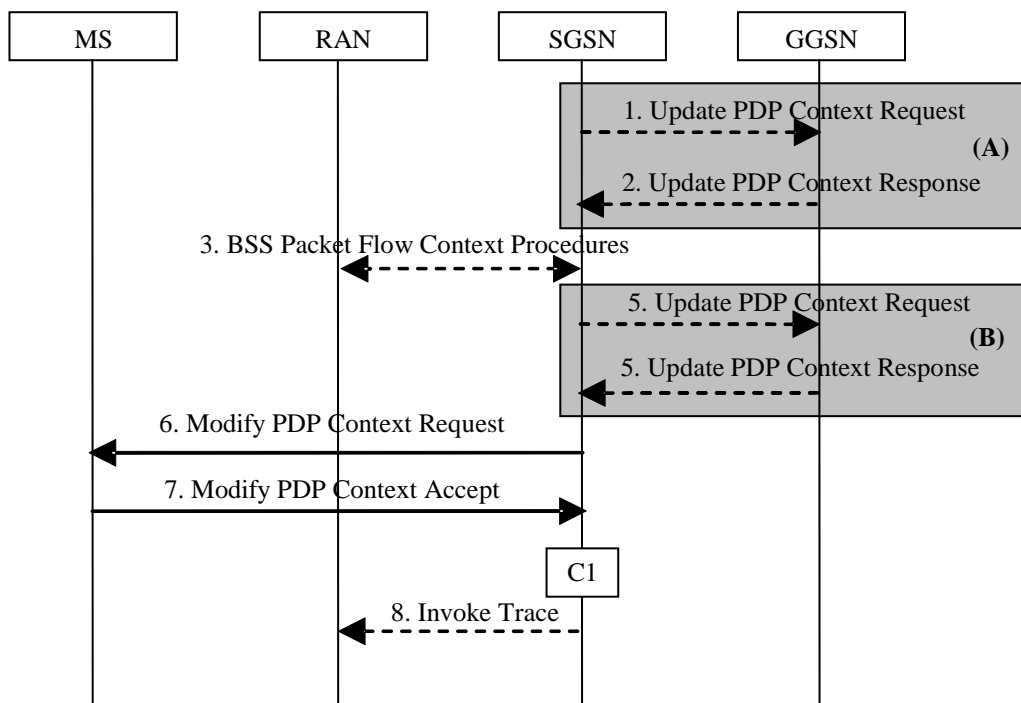 MS
RAN
SGSN
GGSN
1. Update PDP Context Request
(A)
2. Update PDP Context Response
3. BSS Packet Flow Context Procedures
5. Update PDP Context Request
(B)
5. Update PDP Context Response
6. Modify PDP Context Request
7. Modify PDP Context Accept
C1
8. Invoke Trace